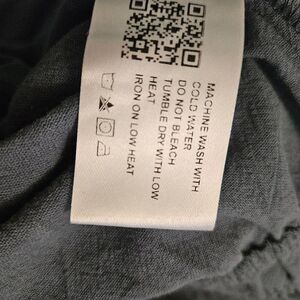 MACHINE WASH WITH
COLD WATER
DO NOT BLEACH
TUMBLE DRY WITH LOW
HEAT
IRON ON LOW HEAT